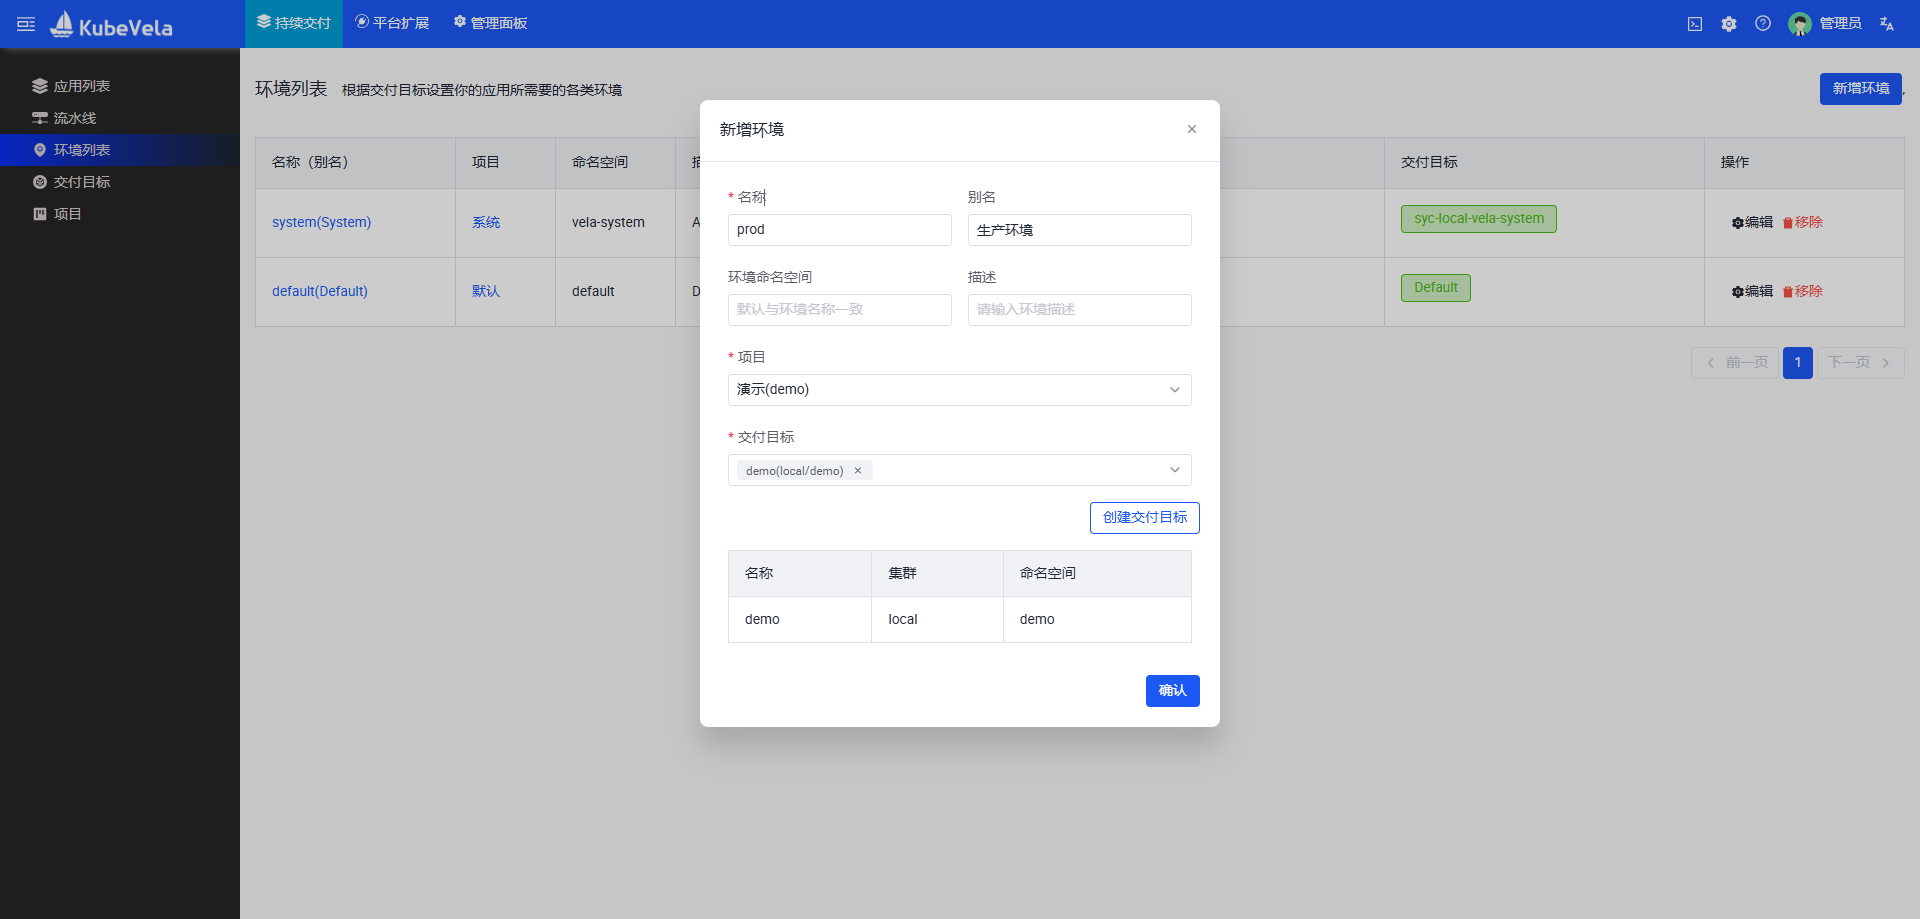 KubeVela
持续交付
平台扩展
管理面板
管理员
应用列表
流水线
环境列表
交付目标
项目
环境列表 根据交付目标设置你的应用所需要的各类环境
新增环境
名称（别名） 项目 命名空间 交付目标 操作
system(System) 系统 vela-system A syc-local-vela-system 编辑 移除
default(Default) 默认 default D Default 编辑 移除
前一页 1 下一页
新增环境
* 名称 别名
prod 生产环境
环境命名空间 描述
默认与环境名称一致 请输入环境描述
* 项目
演示(demo)
* 交付目标
demo(local/demo)
创建交付目标
名称 集群 命名空间
demo local demo
确认